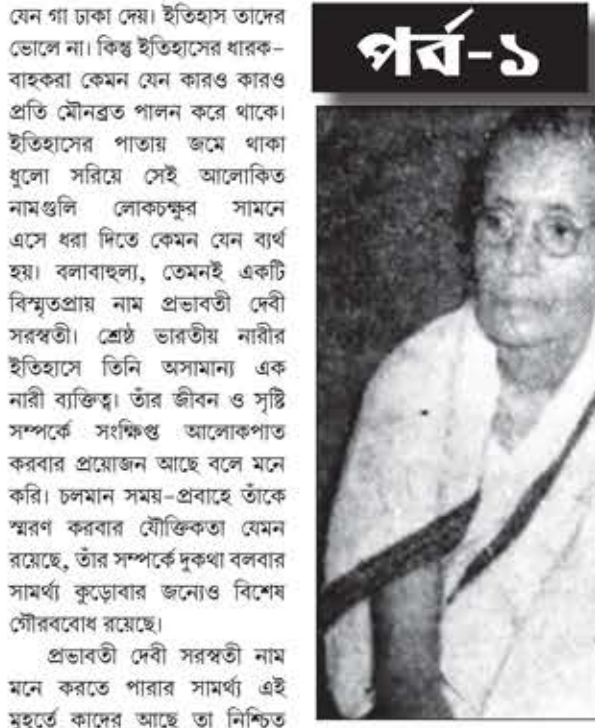 যেন গা ঢাকা দেয়। ইতিহাস তাদের
ভোলে না। কিন্তু ইতিহাসের ধারক-
বাহকরা কেমন যেন কারও কারও
প্রতি মৌনব্রত পালন করে থাকে।
ইতিহাসের পাতায় জমে থাকা
ধুলো সরিয়ে সেই আলোকিত
নামগুলি লোকচক্ষুর সামনে
এসে ধরা দিতে কেমন যেন ব্যর্থ
হয়। বলাবাহুল্য, তেমনই একটি
বিস্মৃতপ্রায় নাম প্রভাবতী দেবী
সরস্বতী। শ্রেষ্ঠ ভারতীয় নারীর
ইতিহাসে তিনি অসামান্য এক
নারী ব্যক্তিত্ব। তাঁর জীবন ও সৃষ্টি
সম্পর্কে সংক্ষিপ্ত আলোকপাত
করবার প্রয়োজন আছে বলে মনে
করি। চলমান সময়-প্রবাহে তাঁকে
স্মরণ করবার যৌক্তিকতা যেমন
রয়েছে, তাঁর সম্পর্কে দুকথা বলবার
সামর্থ্য কুড়োবার জন্যেও বিশেষ
গৌরববোধ রয়েছে।
প্রভাবতী দেবী সরস্বতী নাম
মনে করতে পারার সামর্থ্য এই
মুহূর্তে কাদের আছে তা নিশ্চিত
পর্ব-১